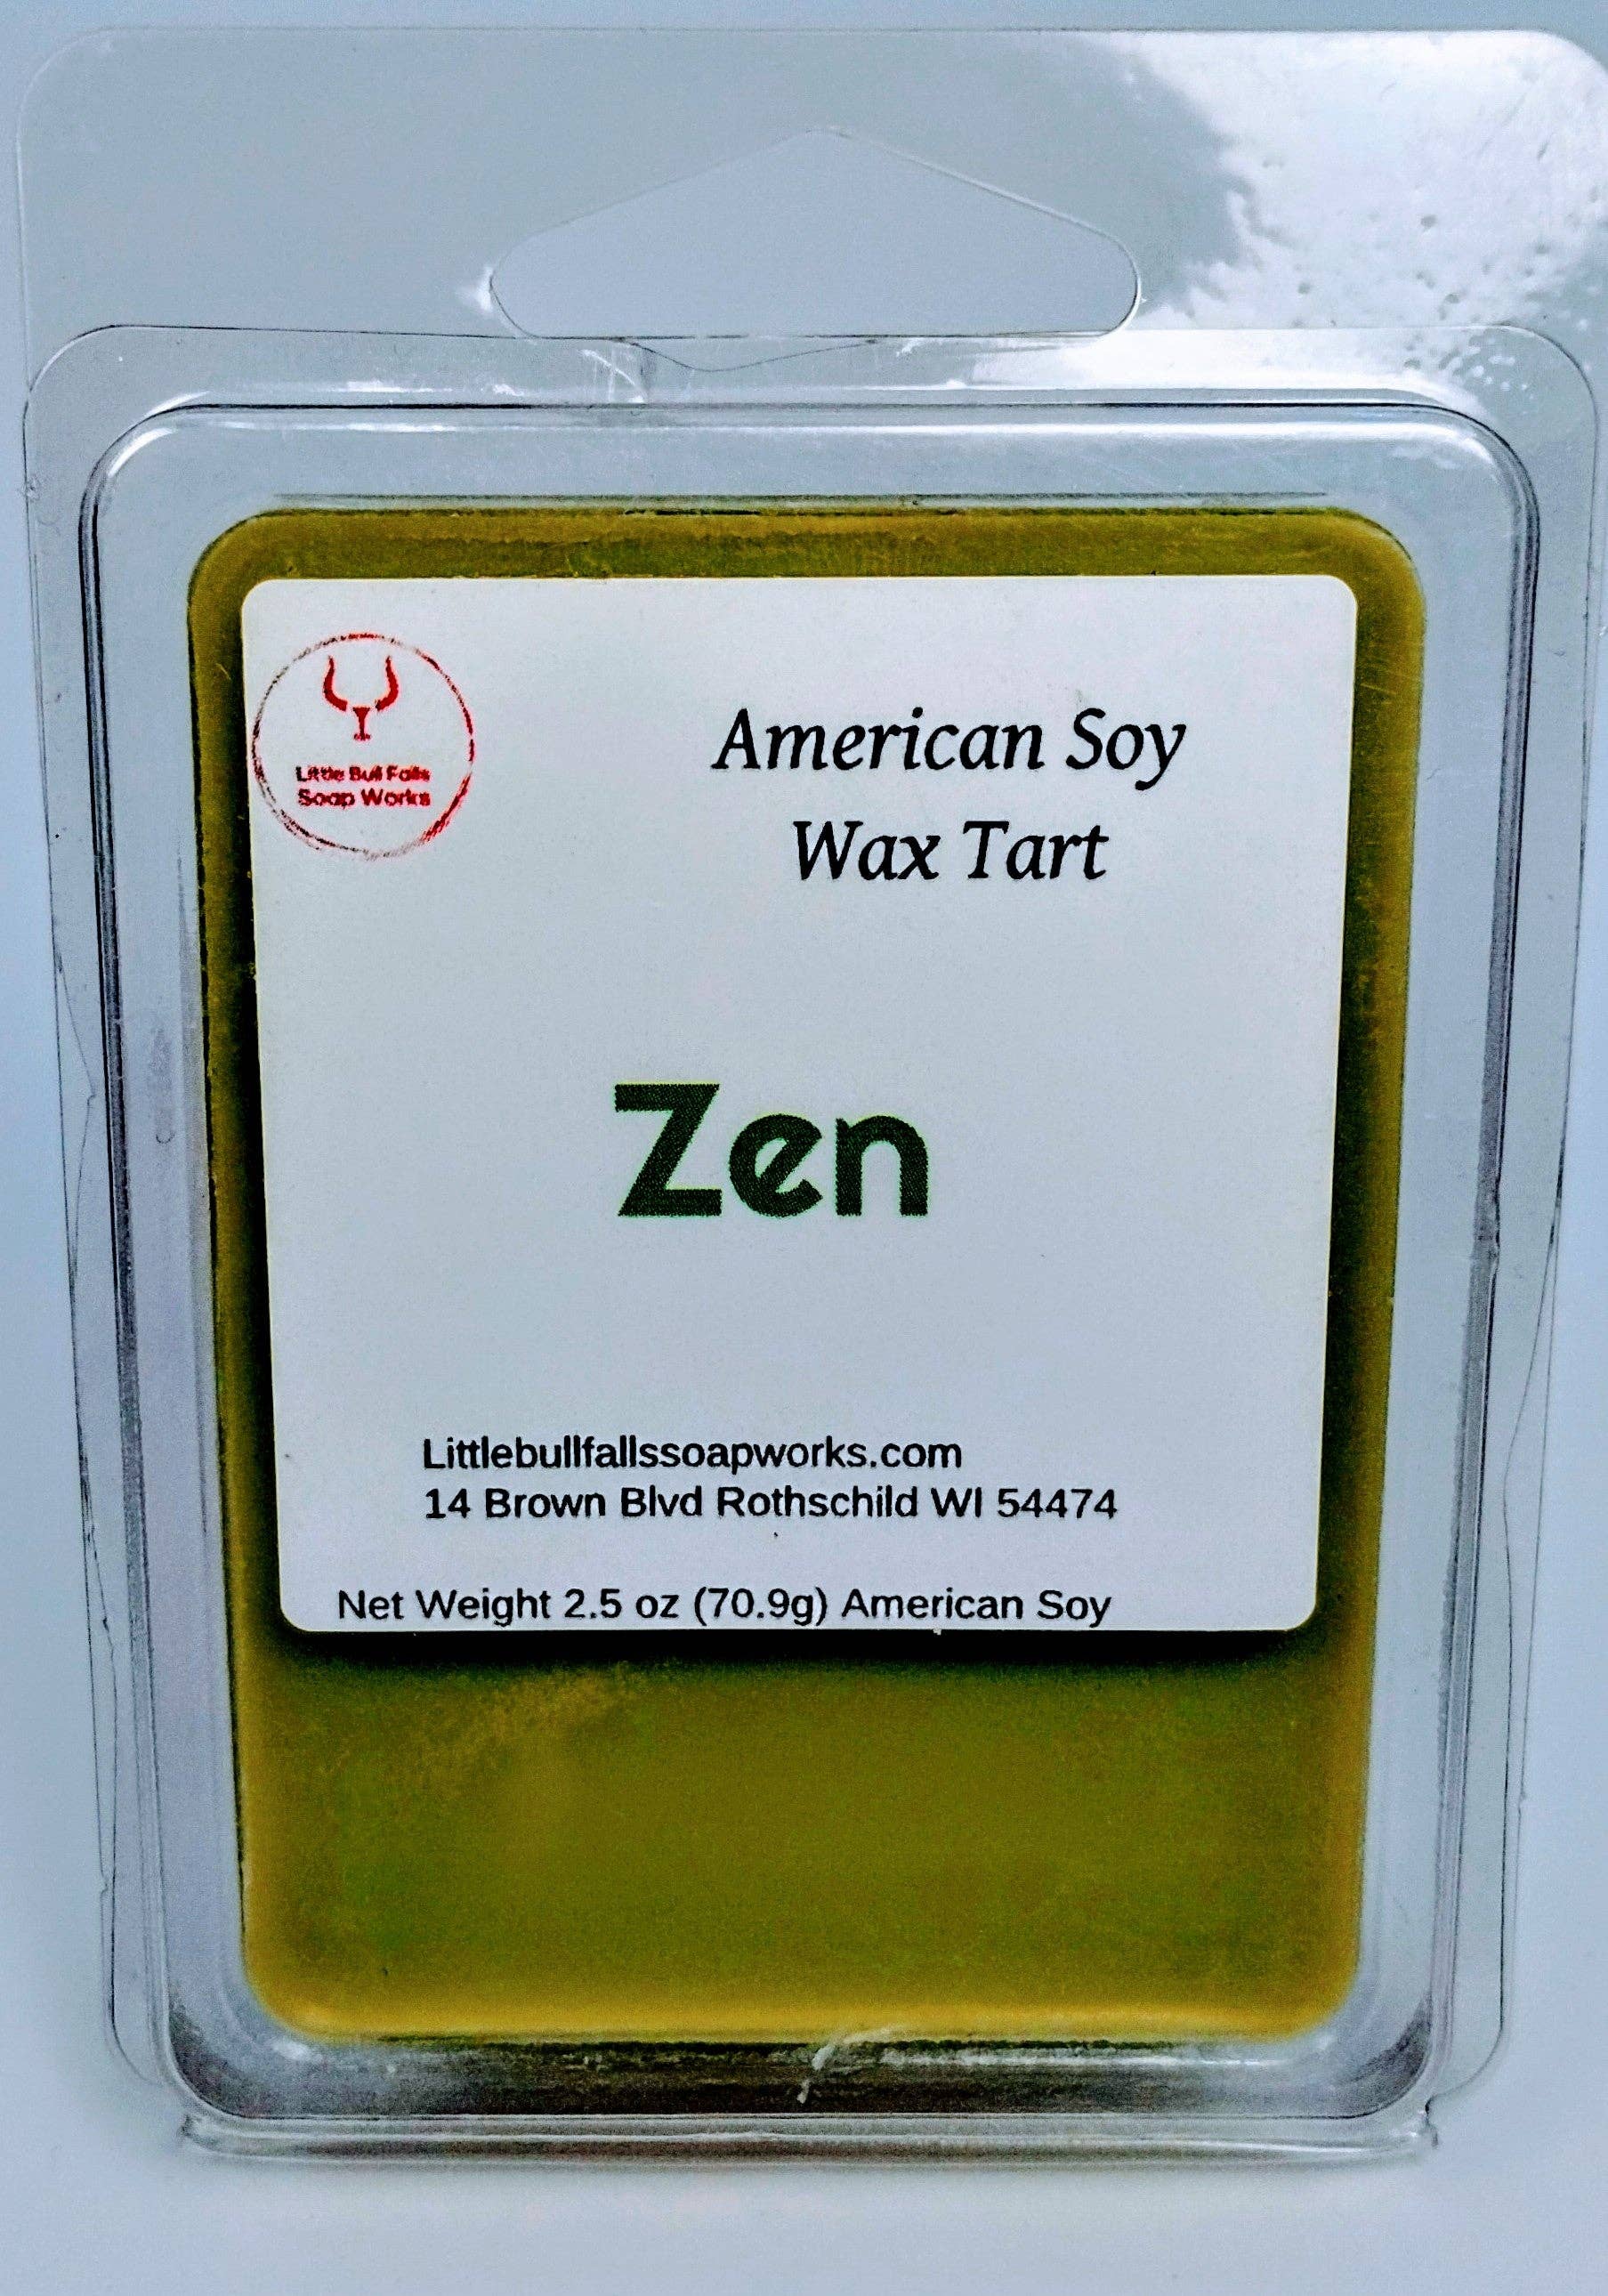 Little Bull Falls
Soap Works
American Soy
Wax Tart
Zen
Littlebullfallssoapworks.com
14 Brown Blvd Rothschild WI 54474
Net Weight 2.5 oz (70.9g) American Soy